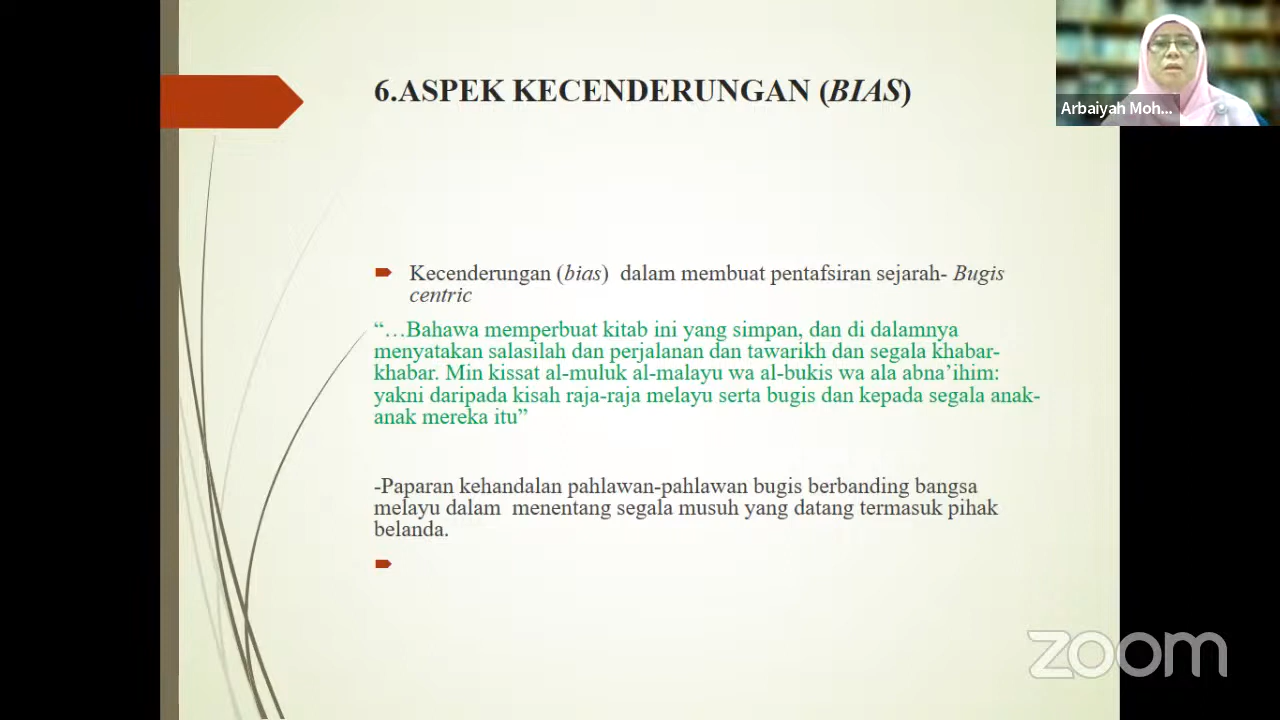 6.ASPEK KECENDERUNGAN (BIAS)
Arbaiyah Moh...
Kecenderungan (bias)  dalam membuat pentafsiran sejarah- Bugis
centric
“…Bahawa memperbuat kitab ini yang simpan, dan di dalamnya
menyatakan salasilah dan perjalanan dan tawarikh dan segala khabar-
khabar. Min kissat al-muluk al-malayu wa al-bukis wa ala abna’ihim:
yakni daripada kisah raja-raja melayu serta bugis dan kepada segala anak-
anak mereka itu”
-Paparan kehandalan pahlawan-pahlawan bugis berbanding bangsa
melayu dalam  menentang segala musuh yang datang termasuk pihak
belanda.
zoom